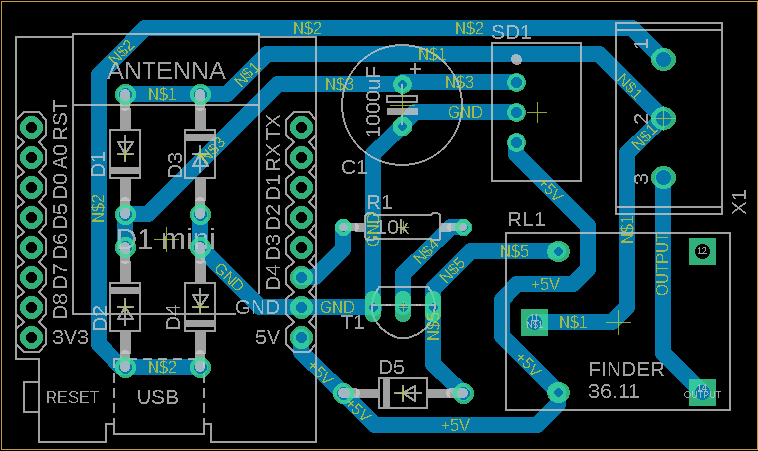 N$2
N$2
SD1
N$2
N$1
1
ANTENNA
+
N$1
N$1
N$3
N$3
N$1
1000uF
GND
RST
TX
2
N$1
A0
RX
D1
D3
N$3
C1
3
D0
D1
+5V
X1
N$2
D5
D2
R1
RL1
10k
GND
N$1
D1 mini
D6
D3
N$4
N$5
12
OUTPUT
D7
D4
GND
N$5
+5V
D8
GND
GND
D2
D4
T1
N$5
11
N$1
N$1
3V3
5V
N$2
+5V
D5
+5V
FINDER
36.11
RESET
USB
+5V
14
OUTPUT
+5V